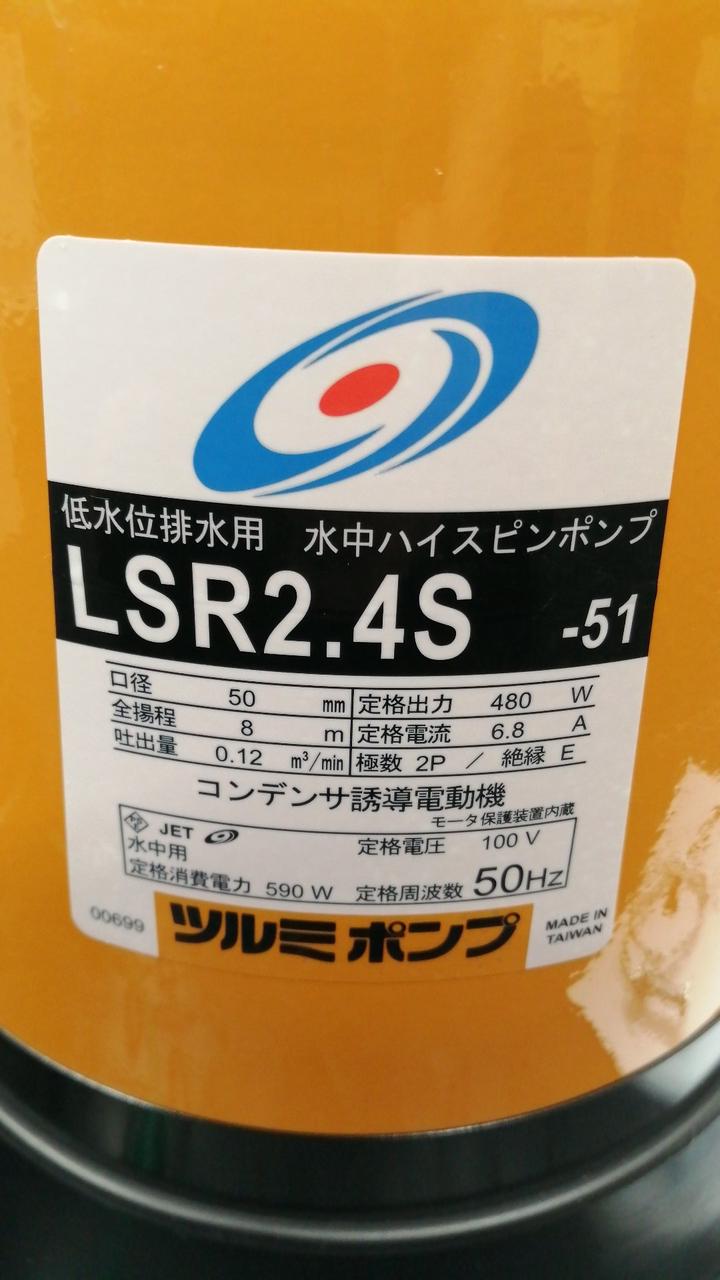 低水位排水用 水中ハイスピンポンプ
LSR2.4S -51
口径 50 mm 定格出力 480 W
全揚程 8 m 定格電流 6.8 A
吐出量 0.12 m³/min 極数 2P / 絶縁 E
コンデンサ誘導電動機
モータ保護装置内蔵
JET
水中用 定格電圧 100 V
定格消費電力 590 W 定格周波数 50Hz
00699 ツルミポンプ MADE IN
TAIWAN